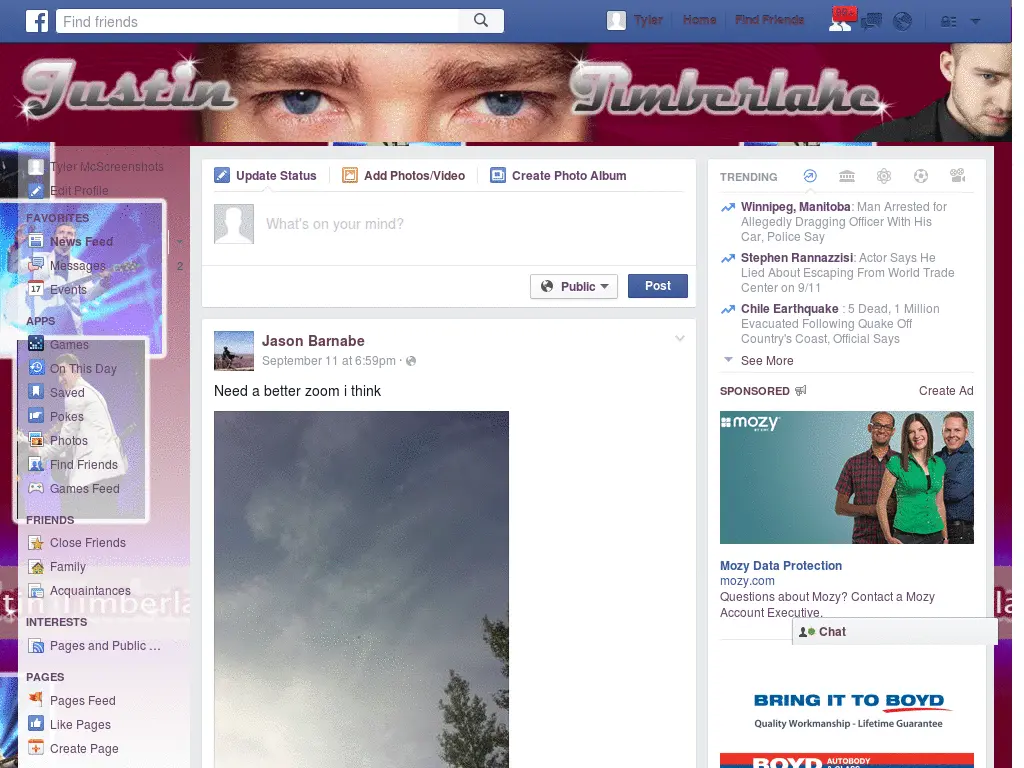 Find friends
Tyler Home Find Friends
Justin Timberlake
Tyler McScreenshots
Edit Profile
FAVORITES
News Feed
Messages 2
Events
APPS
Games
On This Day
Saved
Pokes
Photos
Find Friends
Games Feed
FRIENDS
Close Friends
Family
Acquaintances
INTERESTS
Pages and Public ...
PAGES
Pages Feed
Like Pages
Create Page
Update Status Add Photos/Video Create Photo Album
What's on your mind?
Public Post
Jason Barnabe
September 11 at 6:59pm ·
Need a better zoom i think
TRENDING
Winnipeg, Manitoba: Man Arrested for
Allegedly Dragging Officer With His
Car, Police Say
Stephen Rannazzisi: Actor Says He
Lied About Escaping From World Trade
Center on 9/11
Chile Earthquake : 5 Dead, 1 Million
Evacuated Following Quake Off
Country's Coast, Official Says
See More
SPONSORED Create Ad
mozy
Mozy Data Protection
mozy.com
Questions about Mozy? Contact a Mozy
Account Executive.
Chat
BRING IT TO BOYD
Quality Workmanship - Lifetime Guarantee
BOYD AUTOBODY